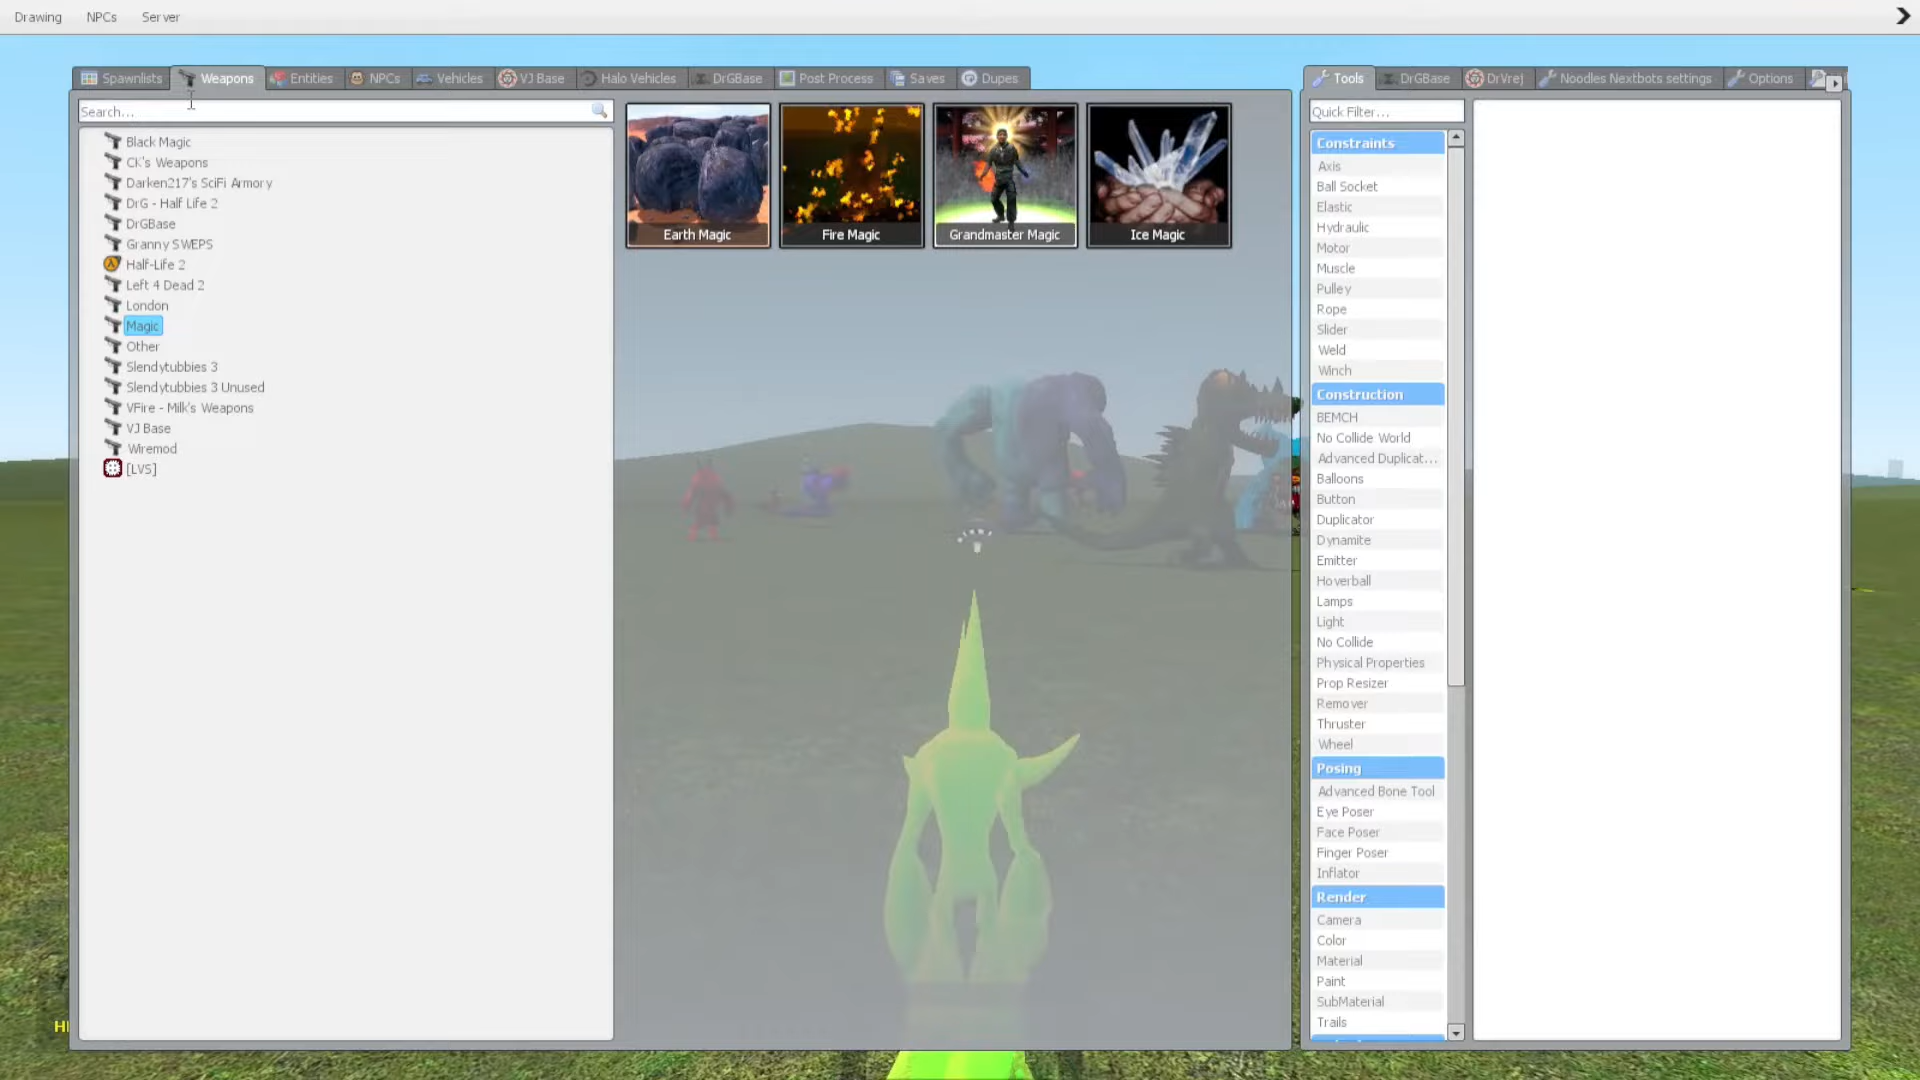 Drawing NPCs Server
Spawnlists Weapons Entities NPCs Vehicles VJ Base Halo Vehicles DrGBase Post Process Saves Dupes
Search...
Black Magic
CK's Weapons
Darken217's SciFi Armory
DrG - Half Life 2
DrGBase
Granny SWEPS
Half-Life 2
Left 4 Dead 2
London
Magic
Other
Slendytubbies 3
Slendytubbies 3 Unused
VFire - Milk's Weapons
VJ Base
Wiremod
[LVS]
Earth Magic
Fire Magic
Grandmaster Magic
Ice Magic
Tools DrGBase DrVrej Noodles Nextbots settings Options
Quick Filter...
Constraints
Axis
Ball Socket
Elastic
Hydraulic
Motor
Muscle
Pulley
Rope
Slider
Weld
Winch
Construction
BEMCH
No Collide World
Advanced Duplicat...
Balloons
Button
Duplicator
Dynamite
Emitter
Hoverball
Lamps
Light
No Collide
Physical Properties
Prop Resizer
Remover
Thruster
Wheel
Posing
Advanced Bone Tool
Eye Poser
Face Poser
Finger Poser
Inflator
Render
Camera
Color
Material
Paint
SubMaterial
Trails